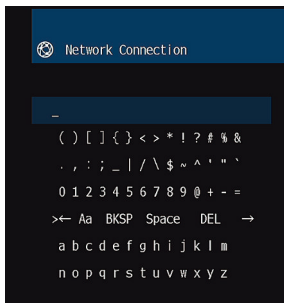 Network Connection
_
( ) [ ] { } < > * ! ? # % &
. , : ; _ | / \ $ ~ ^ ' " `
0 1 2 3 4 5 6 7 8 9 @ + - =
>← Aa BKSP Space DEL →
a b c d e f g h i j k l m
n o p q r s t u v w x y z